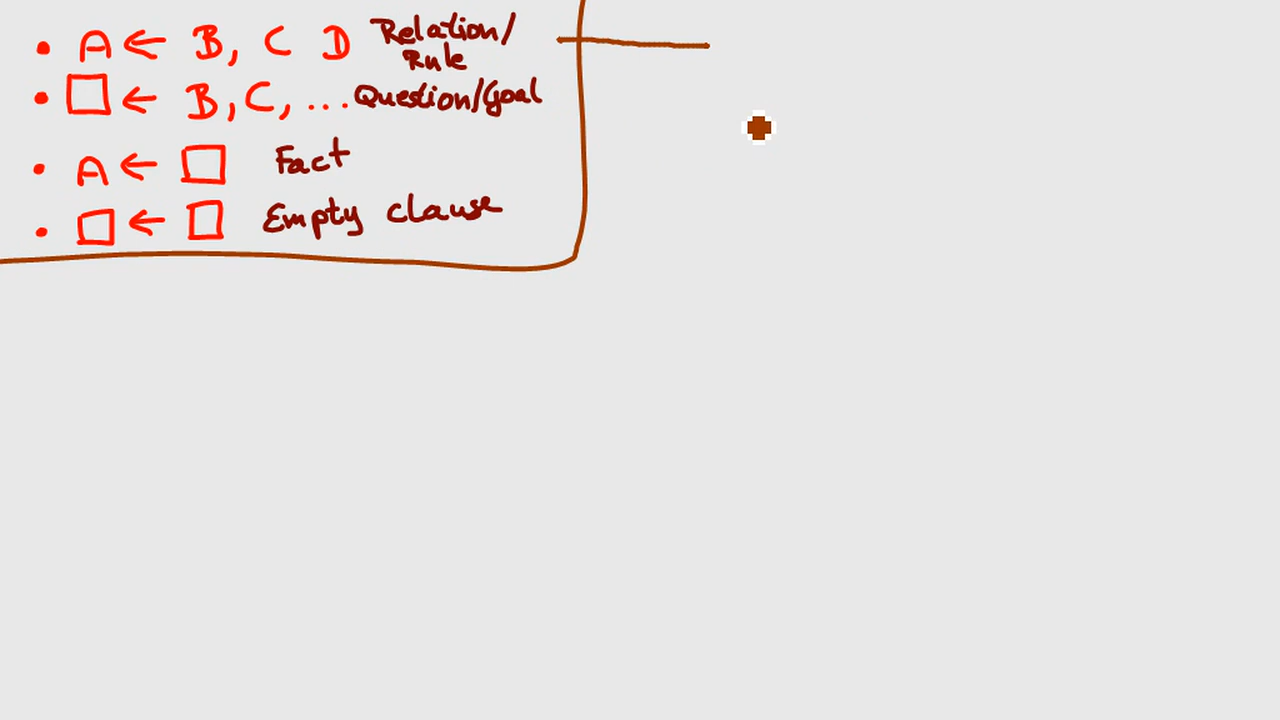 • A ← B, C D Relation/
Rule
• □ ← B, C, ... Question/Goal
• A ← □ Fact
• □ ← □ Empty clause